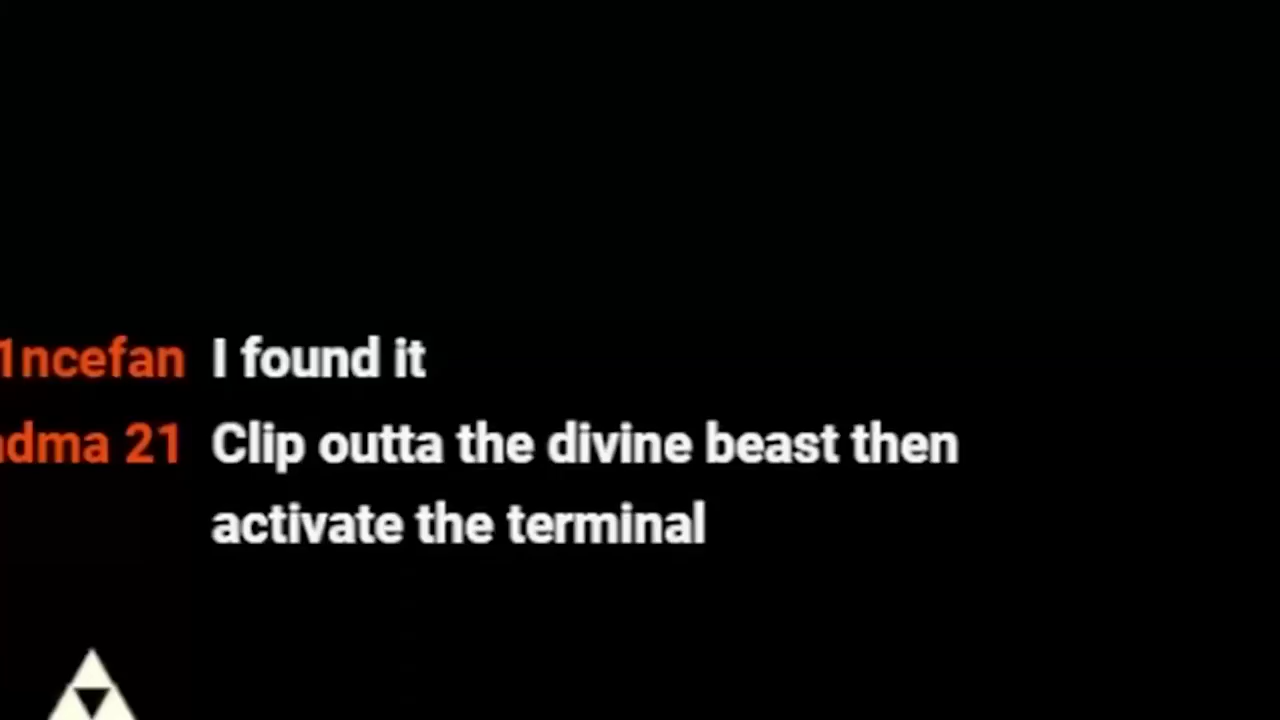 1ncefan I found it
dma 21 Clip outta the divine beast then
activate the terminal